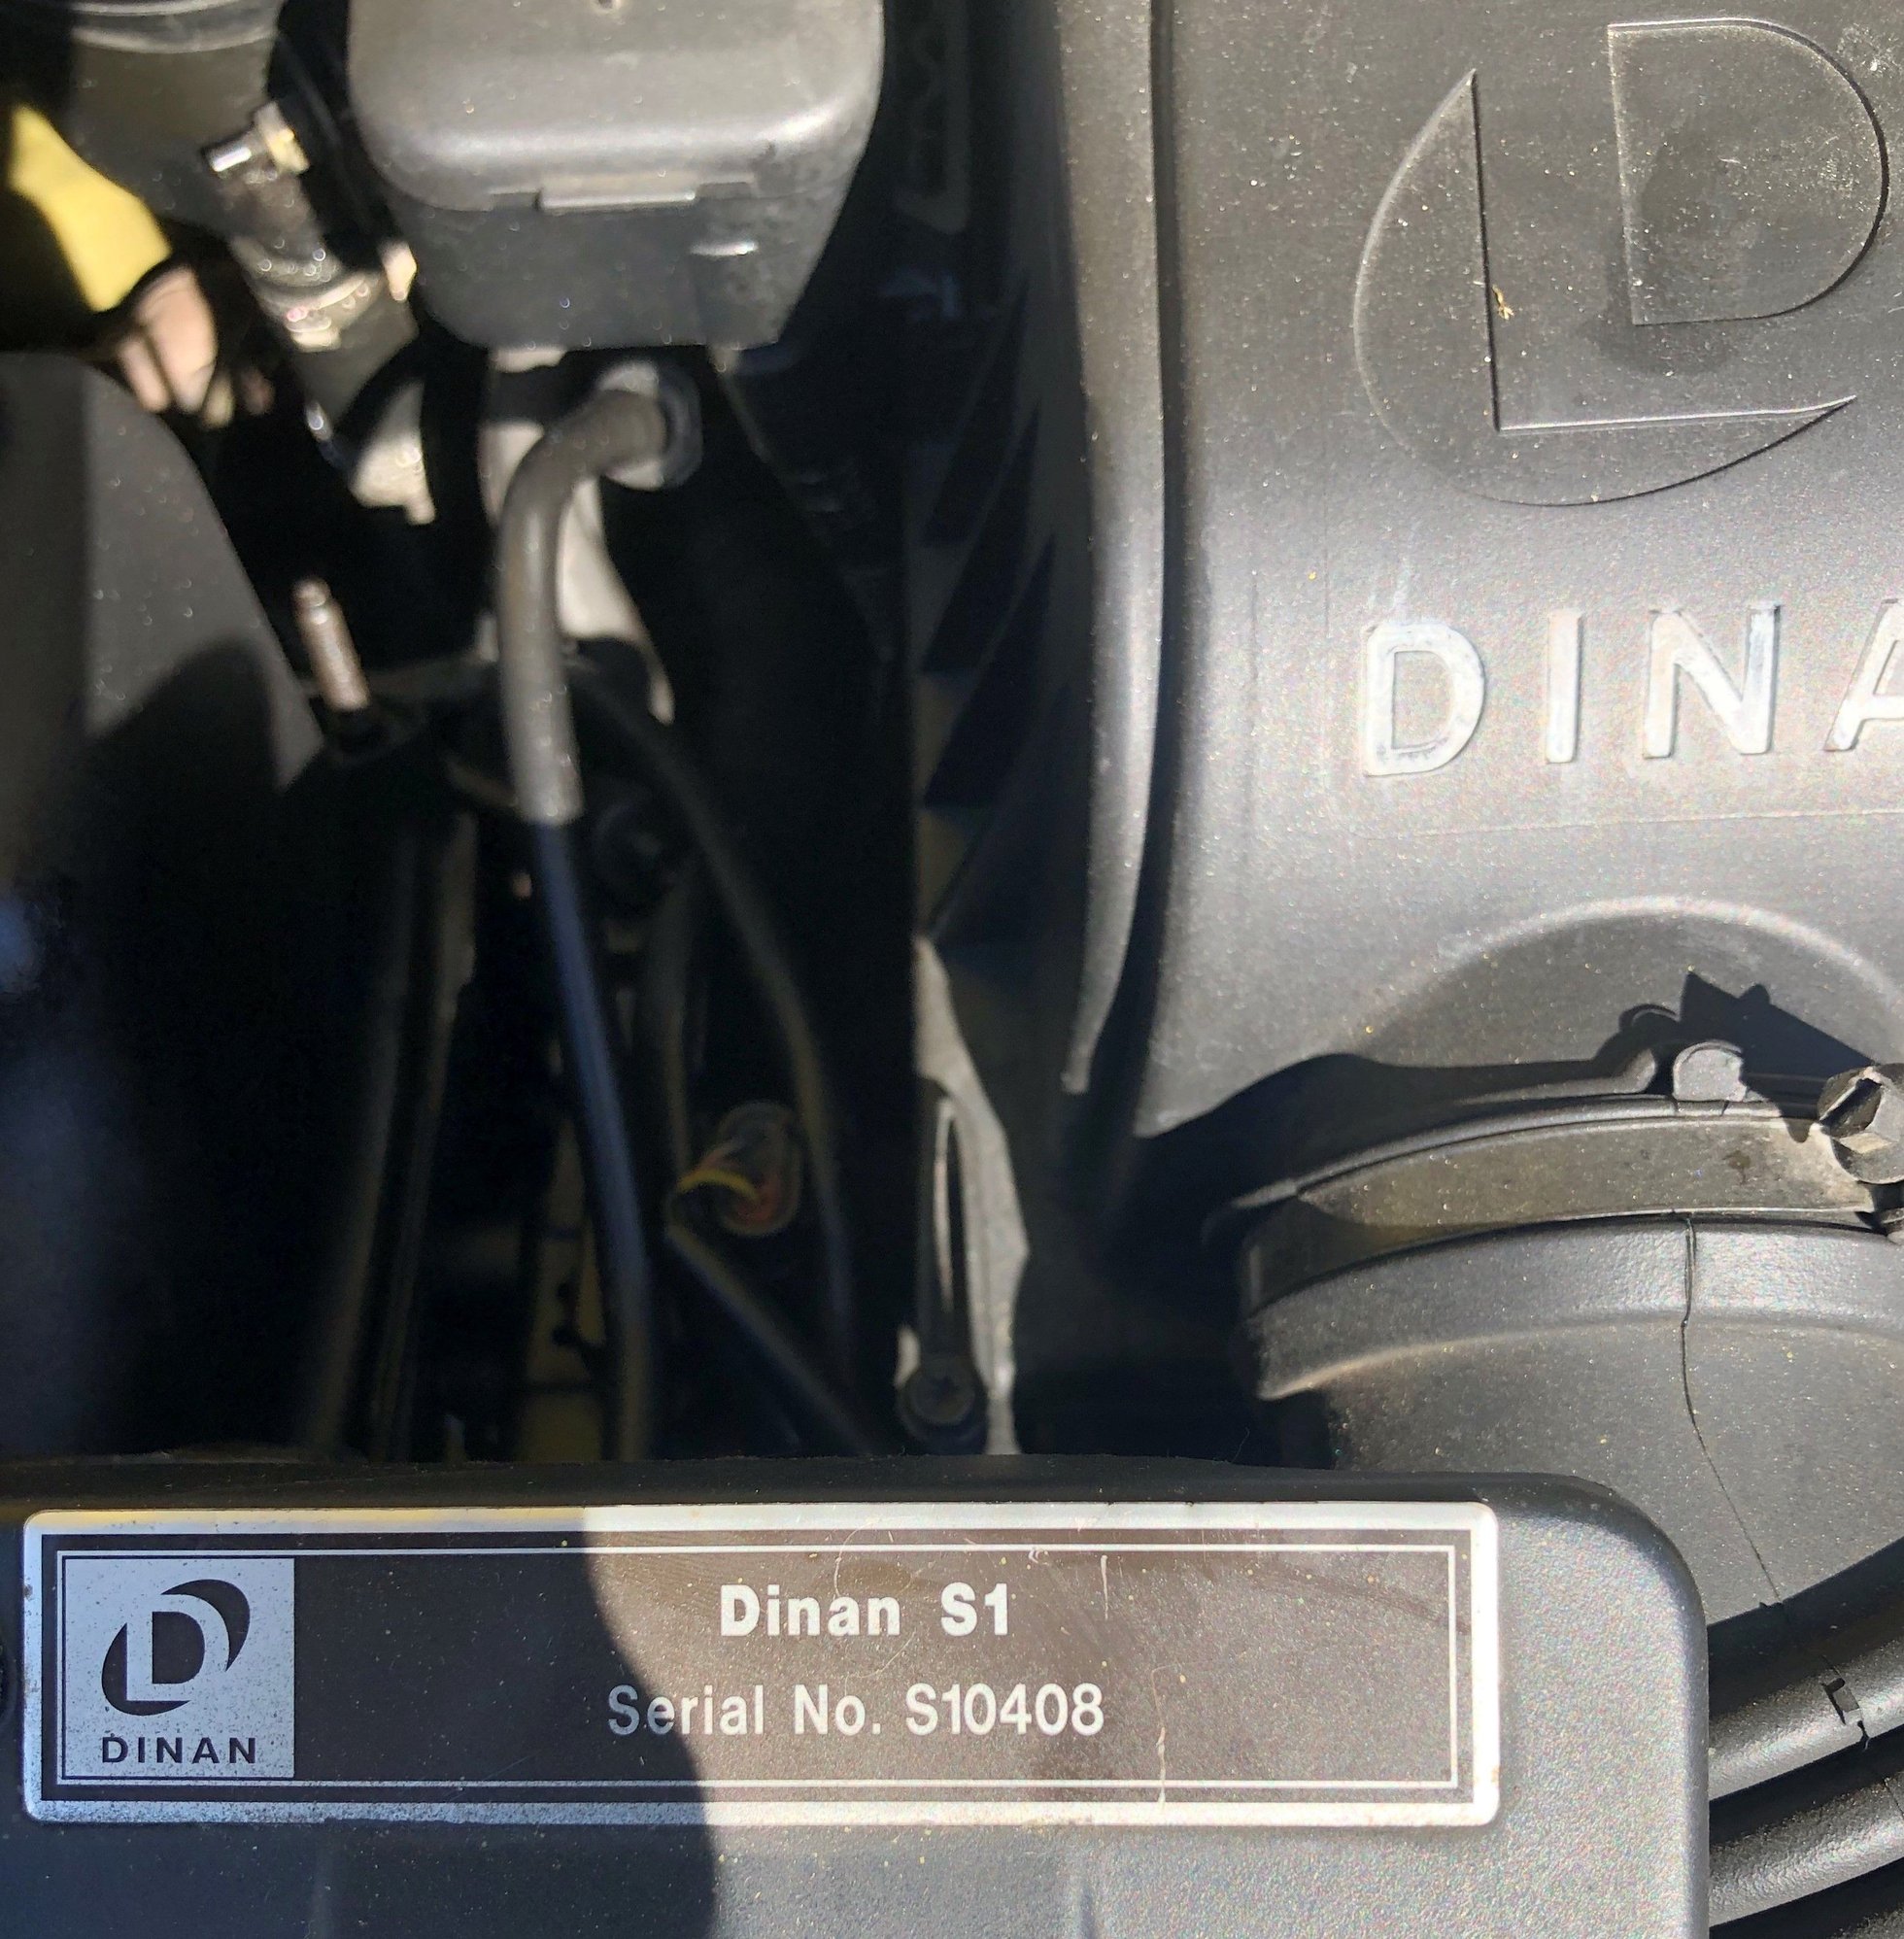 DINA
Dinan S1
Serial No. S10408
DINAN